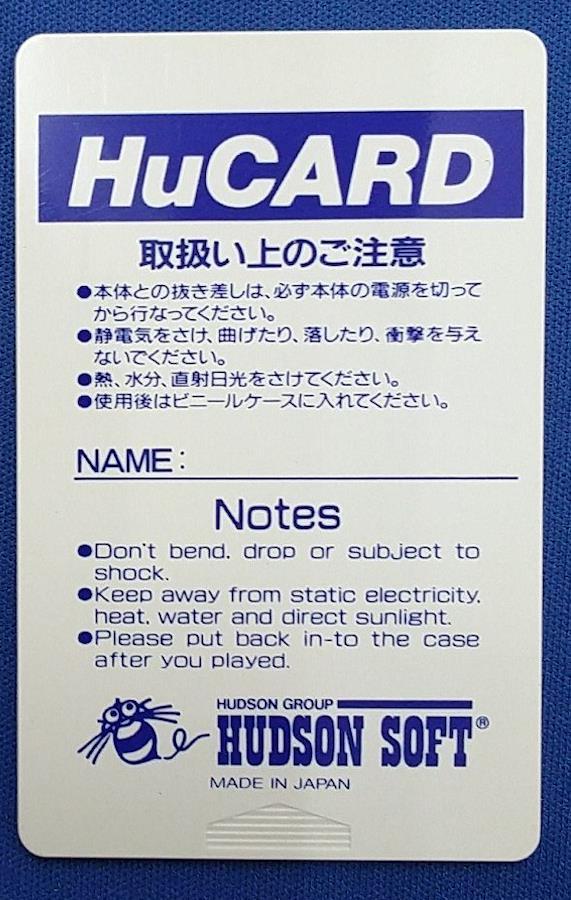 HuCARD
取扱い上のご注意
●本体との抜き差しは、必ず本体の電源を切って
から行なってください。
●静電気をさけ、曲げたり、落したり、衝撃を与え
ないでください。
●熱、水分、直射日光をさけてください。
●使用後はビニールケースに入れてください。
NAME:
Notes
●Don't bend. drop or subject to
shock.
●Keep away from static electricity.
heat. water and direct sunlight.
●Please put back in-to the case
after you played.
HUDSON GROUP
HUDSON SOFT®
MADE IN JAPAN